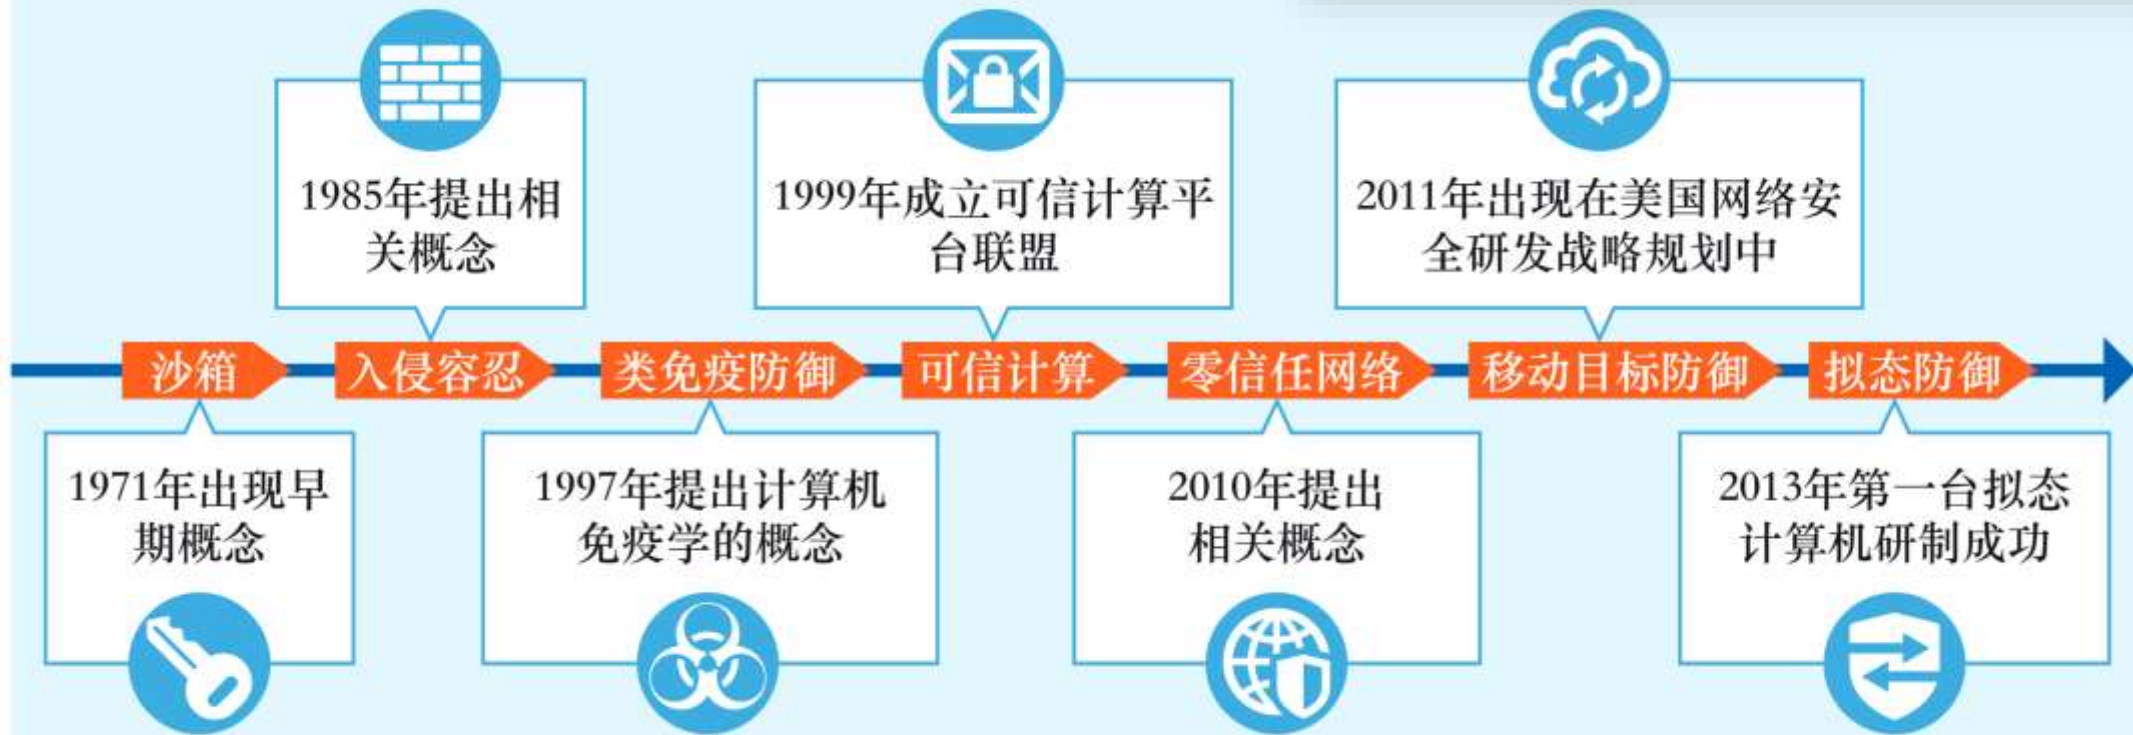 1985年提出相
关概念
1999年成立可信计算平
台联盟
2011年出现在美国网络安
全研发战略规划中
沙箱
入侵容忍
类免疫防御
可信计算
零信任网络
移动目标防御
拟态防御
1971年出现早
期概念
1997年提出计算机
免疫学的概念
2010年提出
相关概念
2013年第一台拟态
计算机研制成功